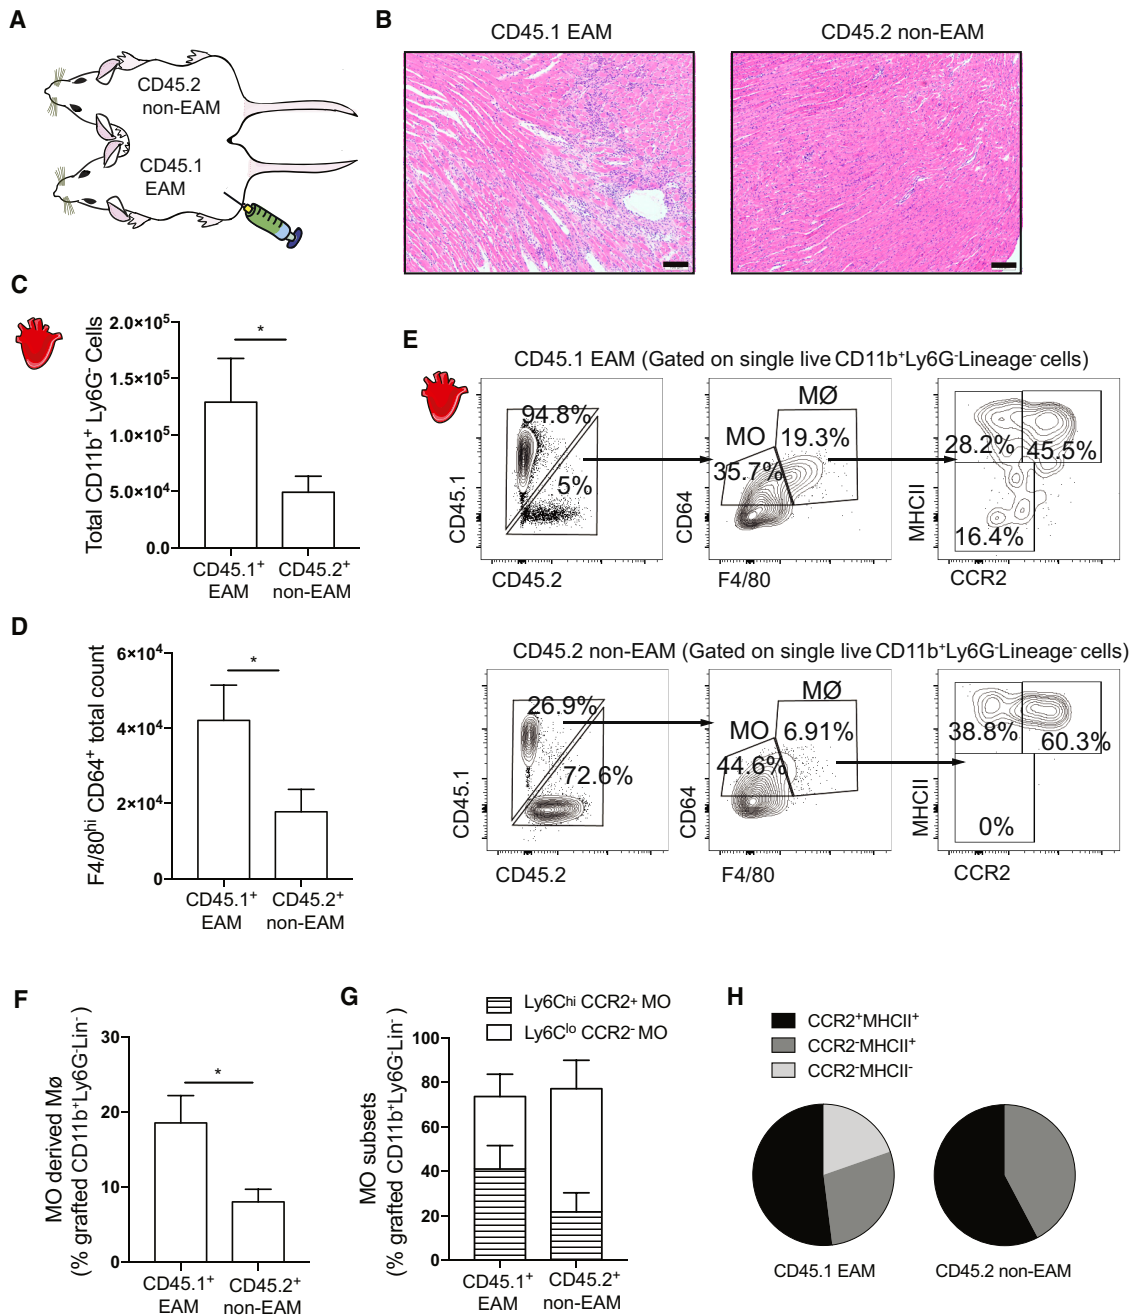 A
CD45.2
non-EAM
CD45.1
EAM
B
CD45.1 EAM
CD45.2 non-EAM
C
Total CD11b⁺ Ly6G⁻ Cells
2.0×10⁵
1.5×10⁵
1.0×10⁵
5.0×10⁴
0.0
*
CD45.1⁺
EAM
CD45.2⁺
non-EAM
D
F4/80ʰⁱ CD64⁺ total count
6×10⁴
4×10⁴
2×10⁴
0
*
CD45.1⁺
EAM
CD45.2⁺
non-EAM
E
CD45.1 EAM (Gated on single live CD11b⁺Ly6G⁻Lineage⁻ cells)
94.8%
5%
CD45.1
CD45.2
MØ
MO
19.3%
35.7%
CD64
F4/80
28.2%
45.5%
16.4%
MHCII
CCR2
CD45.2 non-EAM (Gated on single live CD11b⁺Ly6G⁻Lineage⁻ cells)
26.9%
72.6%
CD45.1
CD45.2
MØ
MO
6.91%
44.6%
CD64
F4/80
38.8%
60.3%
0%
MHCII
CCR2
F
MO derived Mø
(% grafted CD11b⁺Ly6G⁻Lin⁻)
30
20
10
0
*
CD45.1⁺
EAM
CD45.2⁺
non-EAM
G
Ly6Cʰⁱ CCR2⁺ MO
Ly6Cˡᵒ CCR2⁻ MO
MO subsets
(% grafted CD11b⁺Ly6G⁻Lin⁻)
100
80
60
40
20
0
CD45.1⁺
EAM
CD45.2⁺
non-EAM
H
CCR2⁺MHCII⁺
CCR2⁻MHCII⁺
CCR2⁻MHCII⁻
CD45.1 EAM
CD45.2 non-EAM